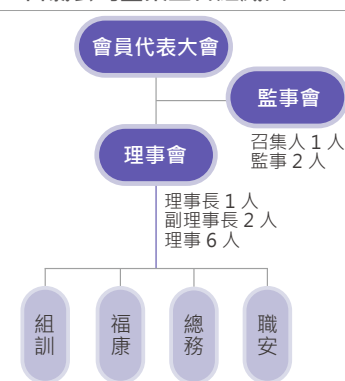 會員代表大會
監事會
召集人 1 人
監事 2 人
理事會
理事長 1 人
副理事長 2 人
理事 6 人
組訓
福康
總務
職安